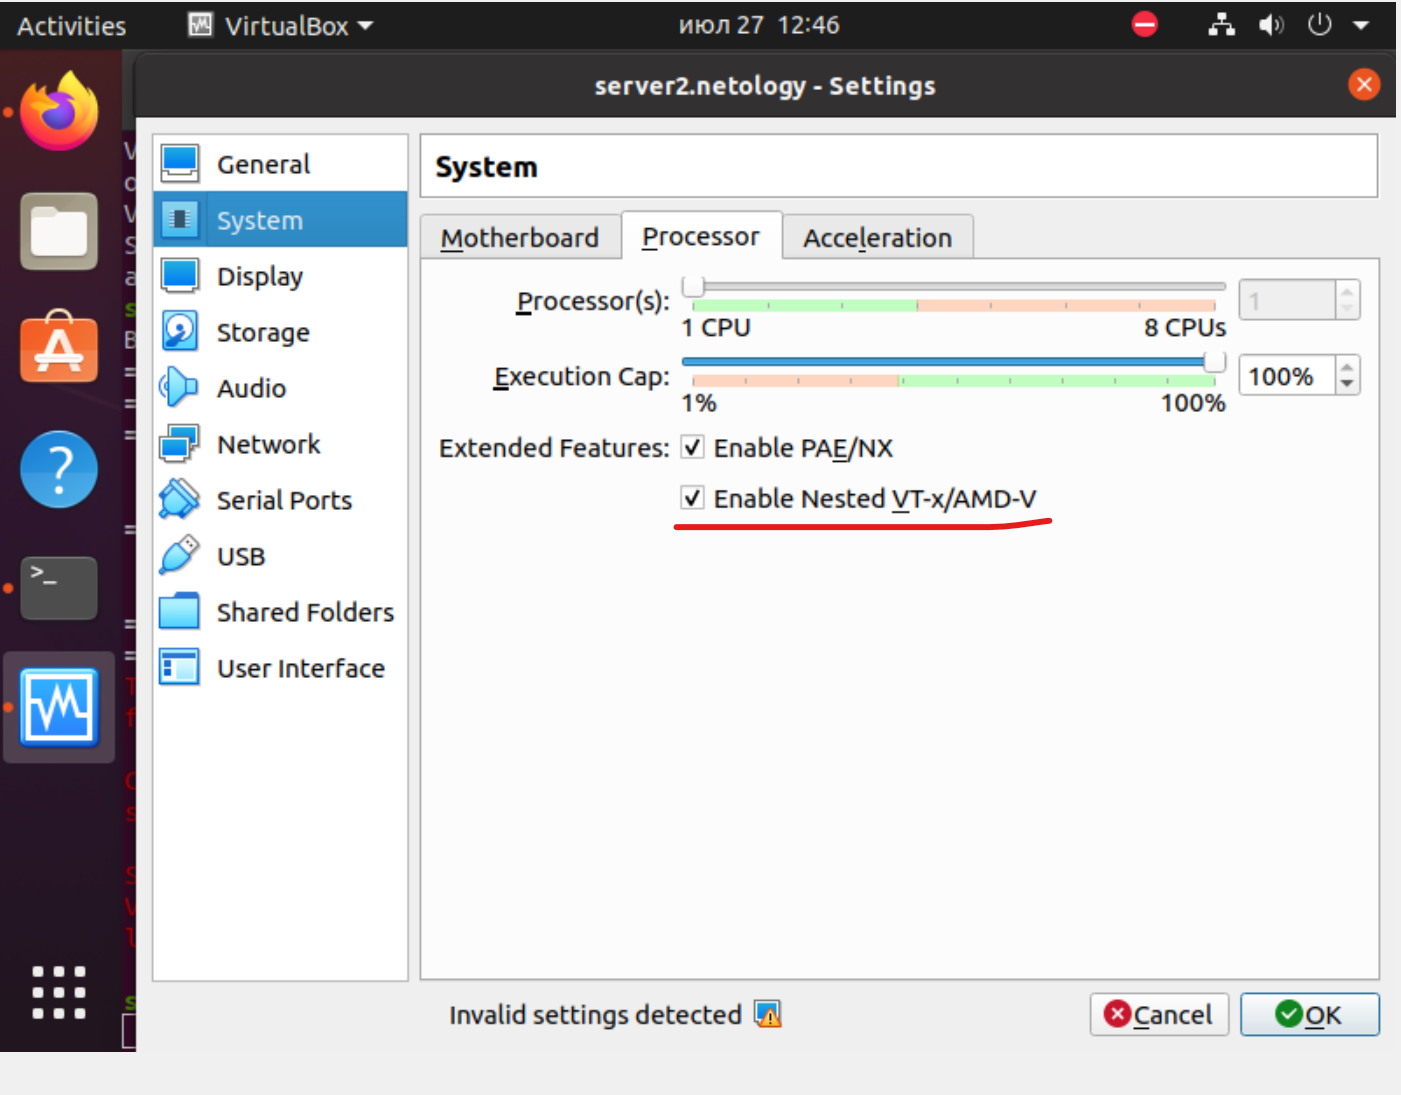 Activities VirtualBox июл 27 12:46
server2.netology - Settings
General
System
Display
Storage
Audio
Network
Serial Ports
USB
Shared Folders
User Interface
System
Motherboard Processor Acceleration
Processor(s): 1
1 CPU 8 CPUs
Execution Cap: 100%
1% 100%
Extended Features: Enable PAE/NX
Enable Nested VT-x/AMD-V
Invalid settings detected Cancel OK